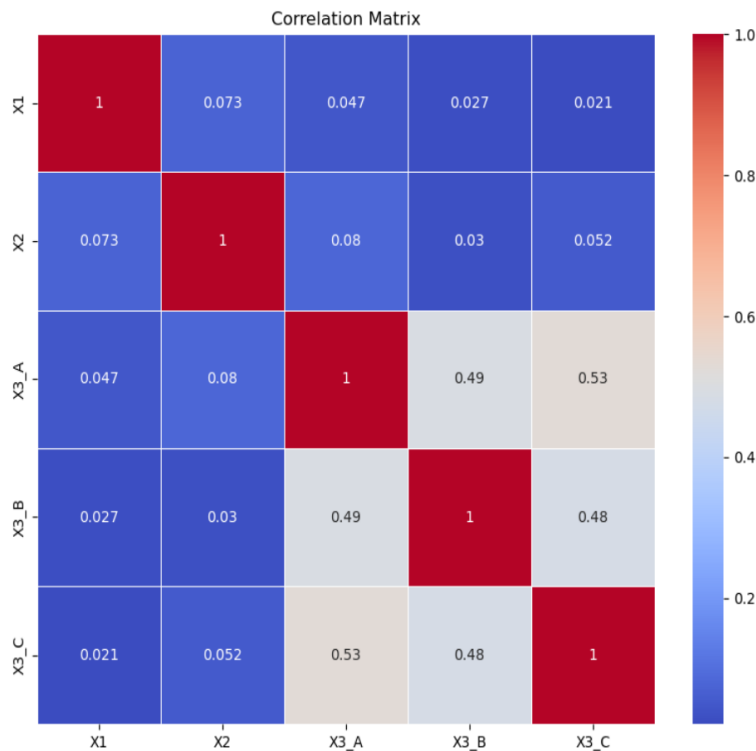 Correlation Matrix
X1 1 0.073 0.047 0.027 0.021
X2 0.073 1 0.08 0.03 0.052
X3_A 0.047 0.08 1 0.49 0.53
X3_B 0.027 0.03 0.49 1 0.48
X3_C 0.021 0.052 0.53 0.48 1
X1 X2 X3_A X3_B X3_C
1.0
0.8
0.6
0.4
0.2